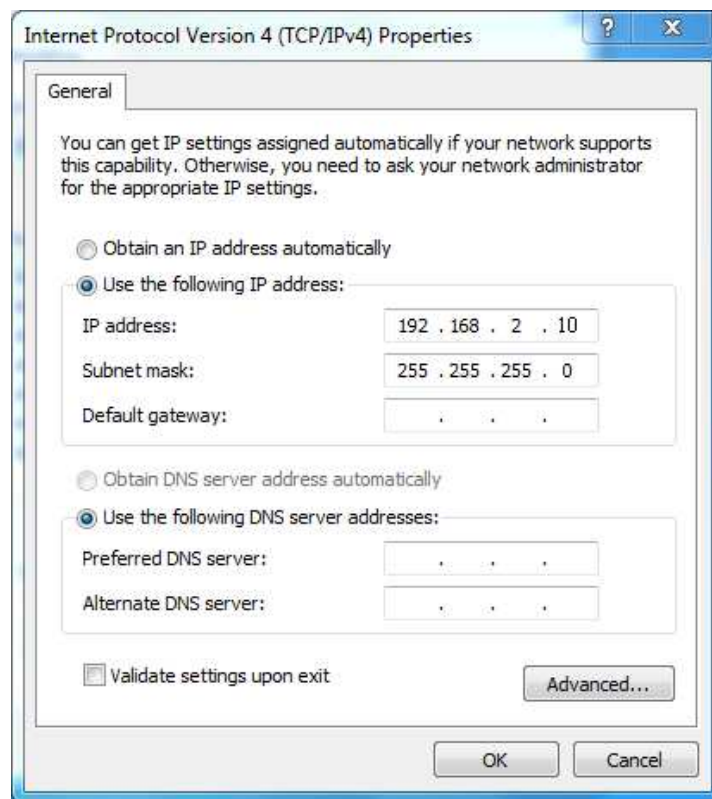 Internet Protocol Version 4 (TCP/IPv4) Properties
?
X
General
You can get IP settings assigned automatically if your network supports
this capability. Otherwise, you need to ask your network administrator
for the appropriate IP settings.
Obtain an IP address automatically
Use the following IP address:
IP address: 192 . 168 . 2 . 10
Subnet mask: 255 . 255 . 255 . 0
Default gateway: . . .
Obtain DNS server address automatically
Use the following DNS server addresses:
Preferred DNS server: . . .
Alternate DNS server: . . .
Validate settings upon exit
Advanced...
OK Cancel